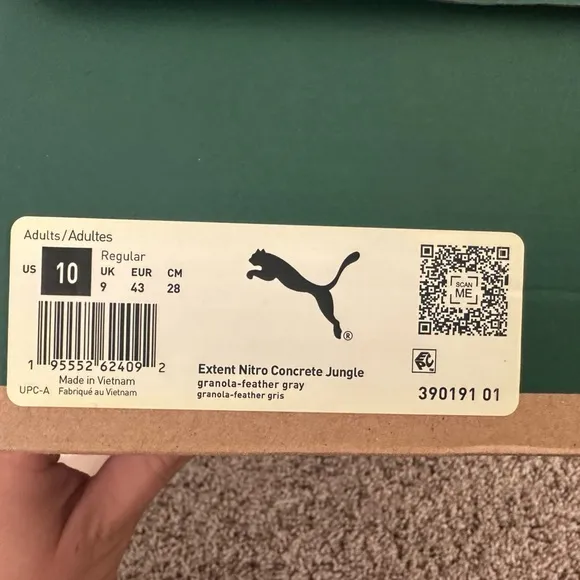 Adults/Adultes
Regular
US 10 UK EUR CM
9 43 28
SCAN
ME
1 95552 62409 2
UPC-A
Made in Vietnam
Fabriqué au Vietnam
®
Extent Nitro Concrete Jungle
granola-feather gray
granola-feather gris
390191 01